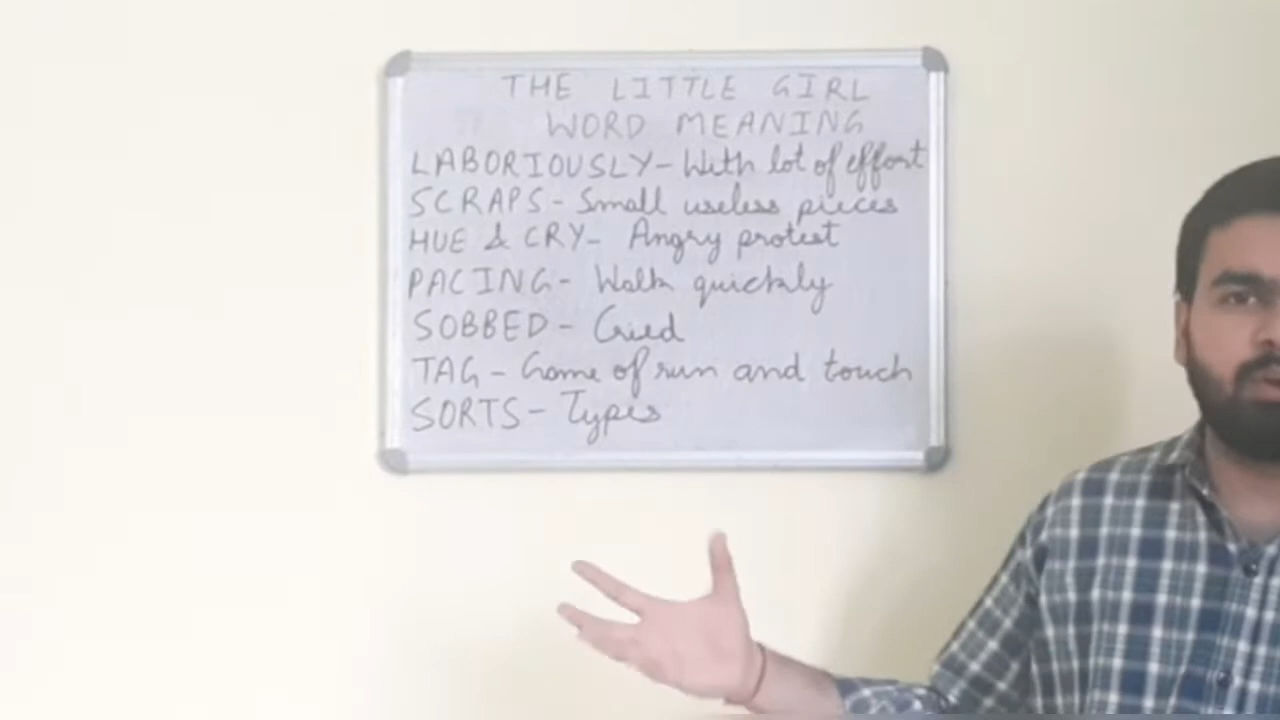 THE LITTLE GIRL
WORD MEANING
LABORIOUSLY - With lot of effort
SCRAPS - Small useless pieces
HUE & CRY - Angry protest
PACING - Walk quickly
SOBBED - Cried
TAG - Game of run and touch
SORTS - Types